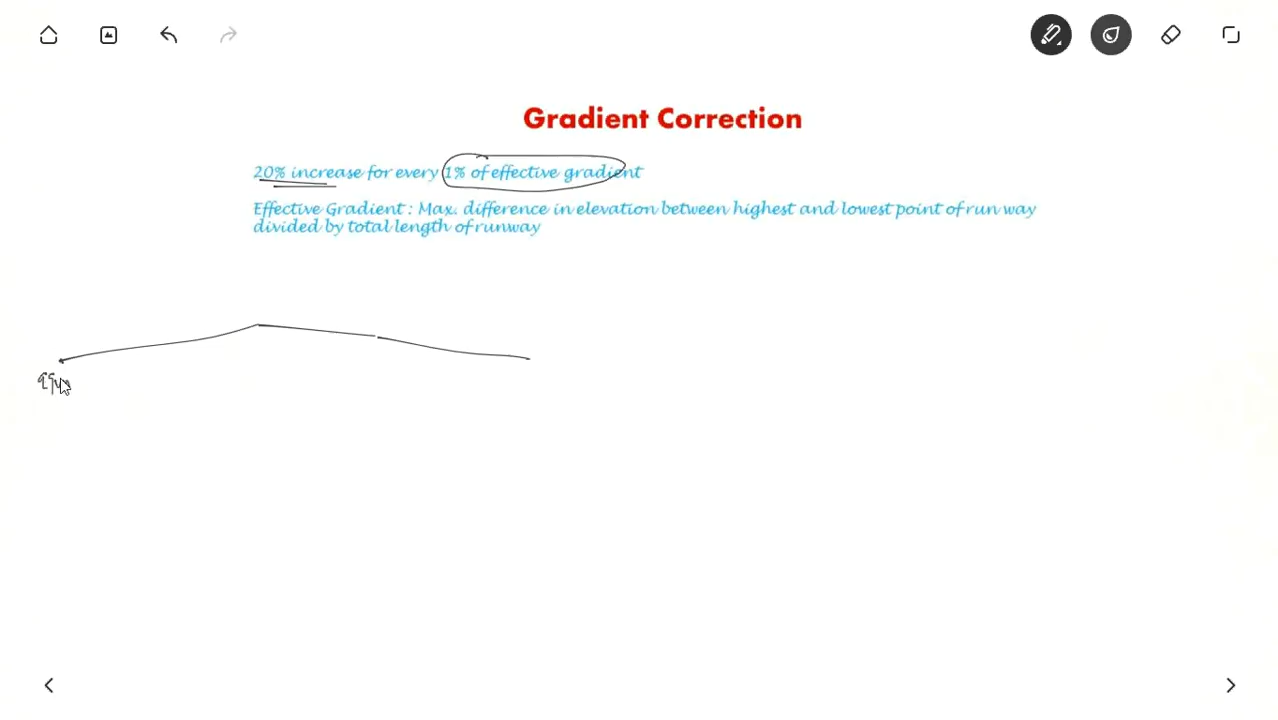 Gradient Correction
20% increase for every 1% of effective gradient
Effective Gradient : Max. difference in elevation between highest and lowest point of run way
divided by total length of runway